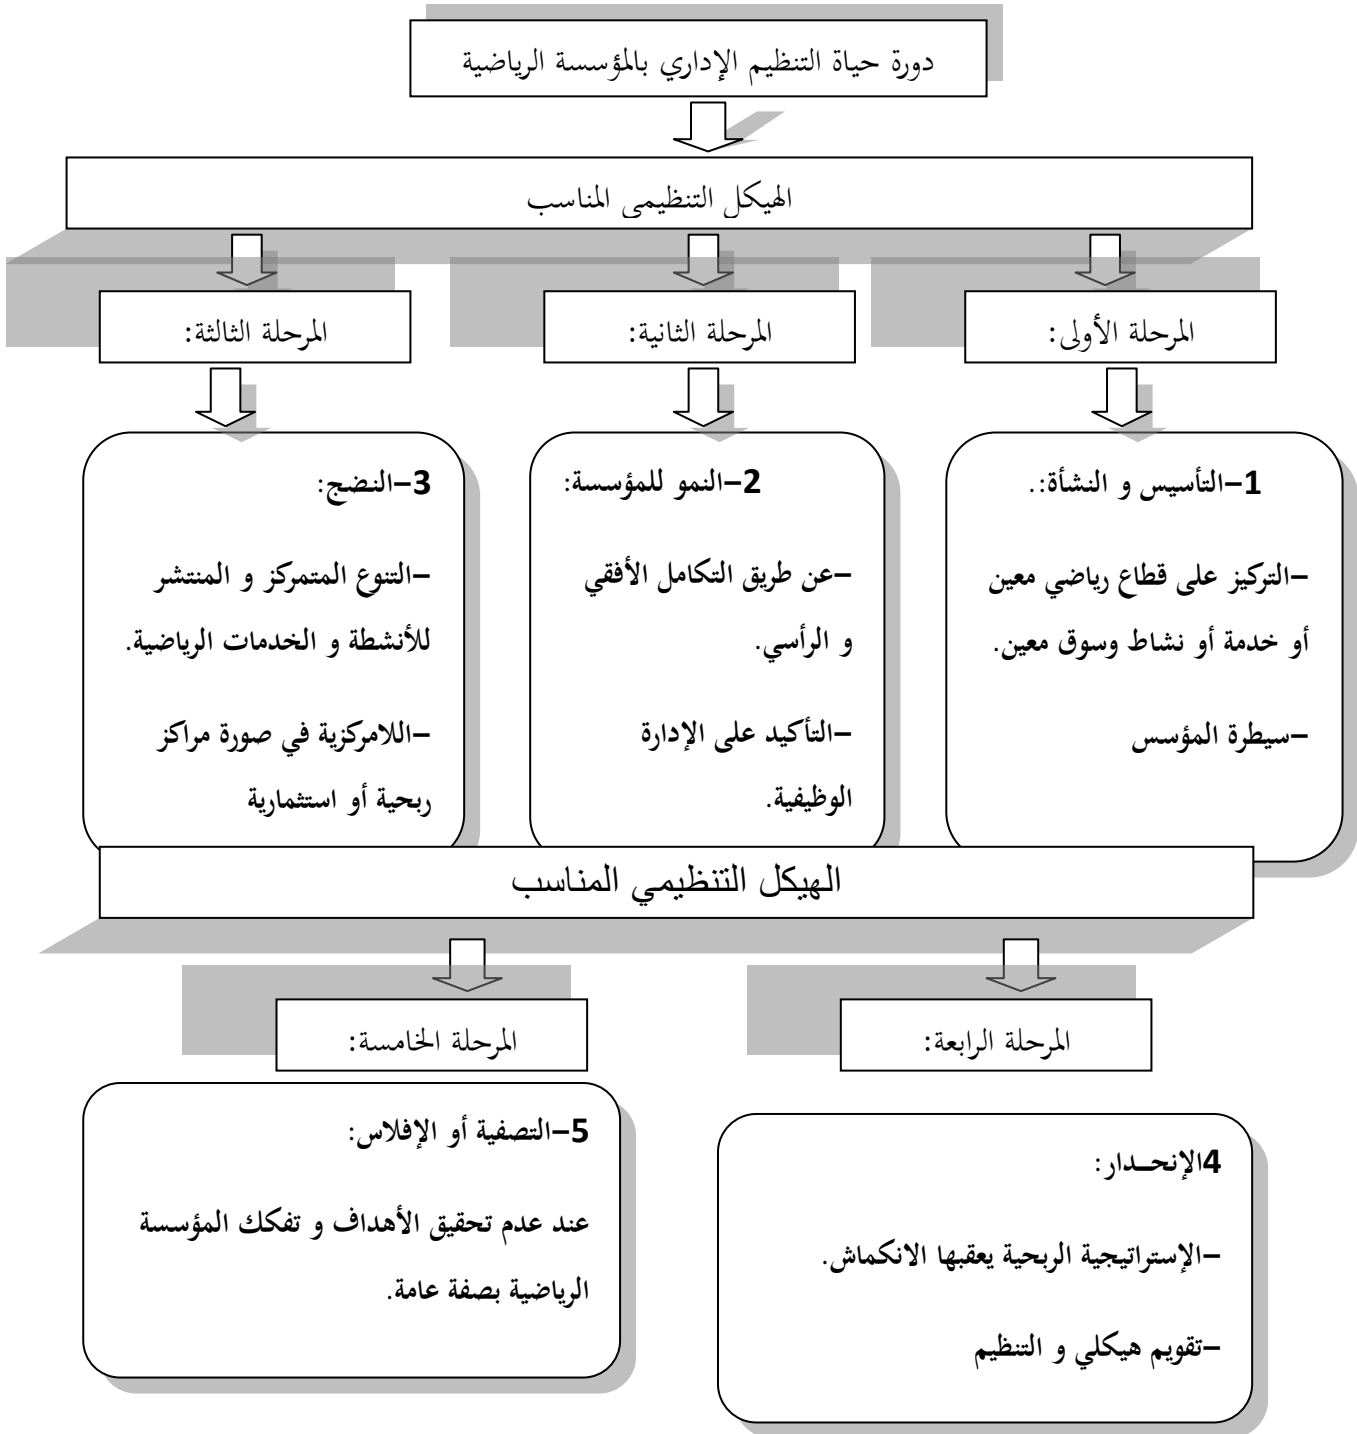 دورة حياة التنظيم الإداري بالمؤسسة الرياضية
الهيكل التنظيمي المناسب
المرحلة الأولى:
المرحلة الثانية:
المرحلة الثالثة:
1–التأسيس و النشأة:.
–التركيز على قطاع رياضي معين
أو خدمة أو نشاط وسوق معين.
–سيطرة المؤسس
2–النمو للمؤسسة:
–عن طريق التكامل الأفقي
و الرأسي.
–التأكيد على الإدارة
الوظيفية.
3–النضج:
–التنوع المتمركز و المنتشر
للأنشطة و الخدمات الرياضية.
–اللامركزية في صورة مراكز
ربحية أو استثمارية
الهيكل التنظيمي المناسب
المرحلة الرابعة:
المرحلة الخامسة:
4الإنحـدار:
–الإستراتيجية الربحية يعقبها الانكماش.
–تقويم هيكلي و التنظيم
5–التصفية أو الإفلاس:
عند عدم تحقيق الأهداف و تفكك المؤسسة
الرياضية بصفة عامة.